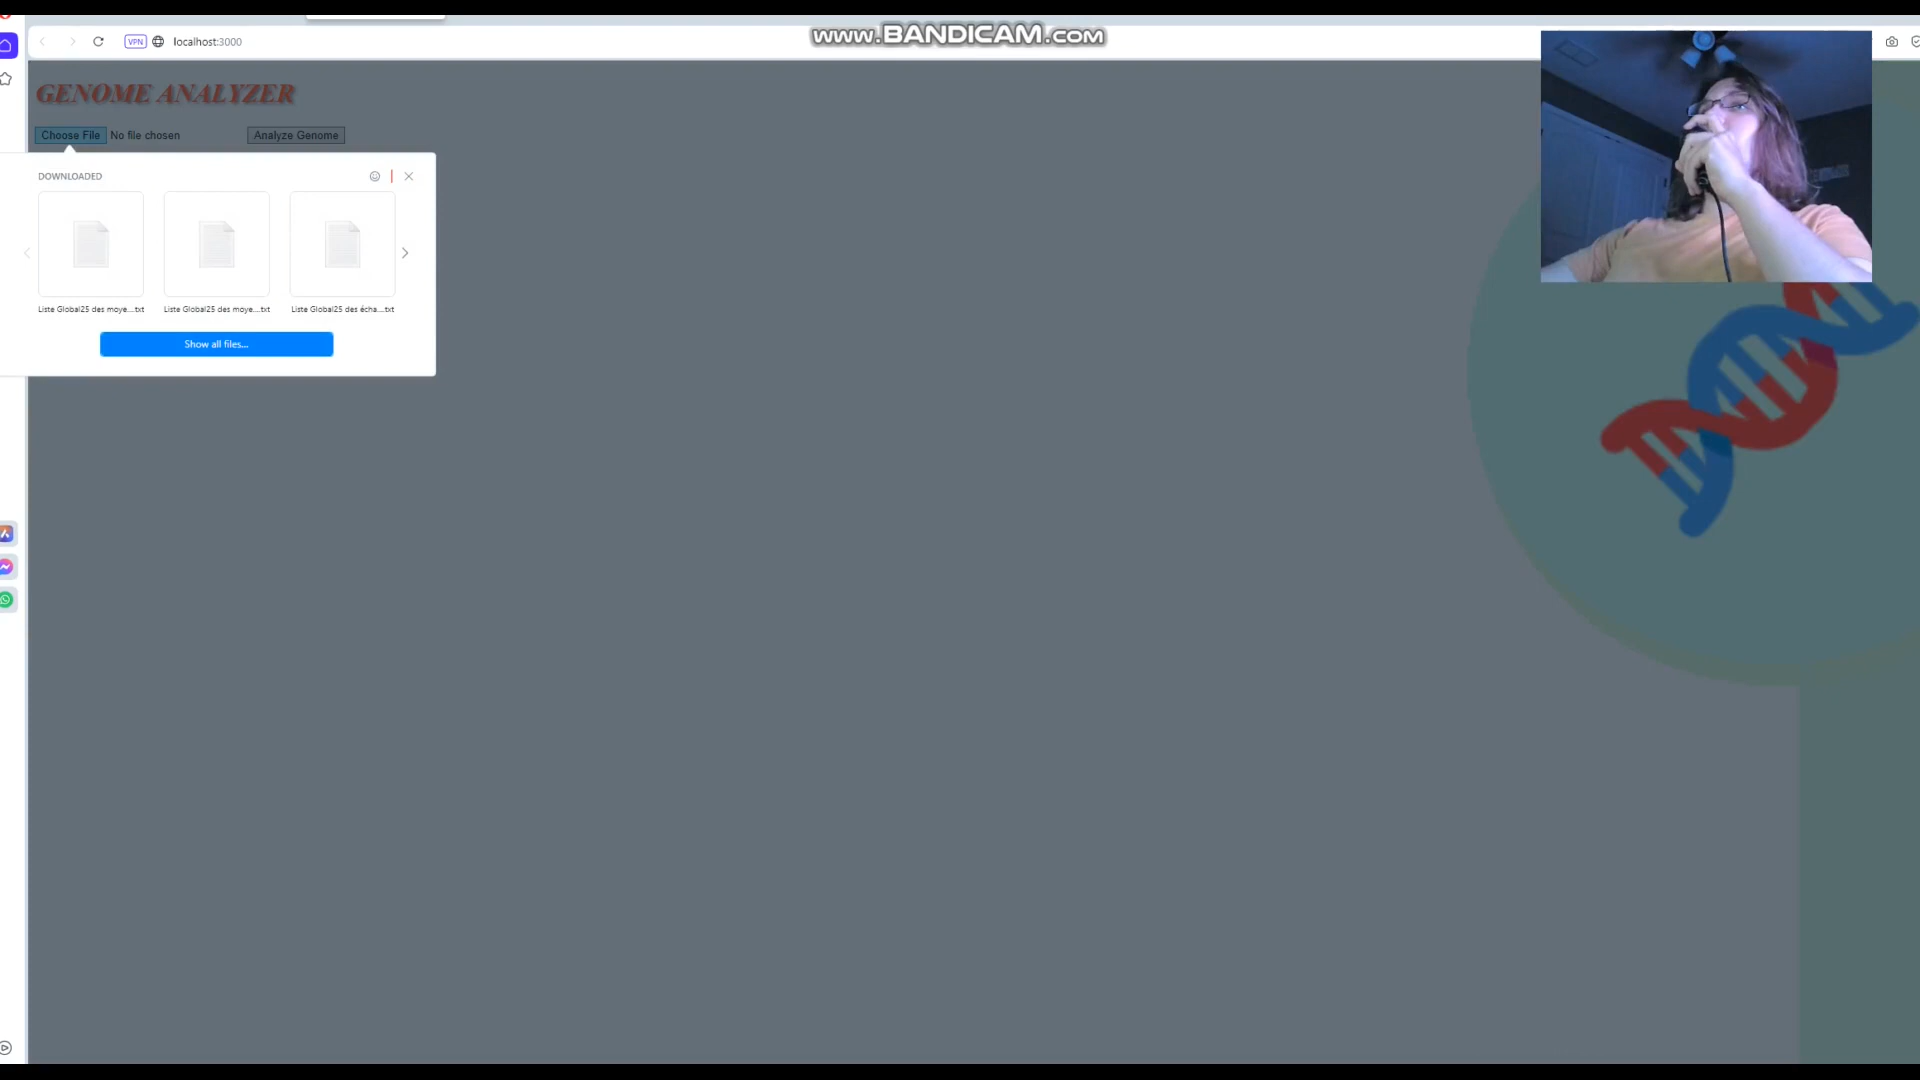 www.BANDICAM.com
VPN
localhost:3000
GENOME ANALYZER
Choose File No file chosen
Analyze Genome
DOWNLOADED
Liste Global25 des moye....txt
Liste Global25 des moye....txt
Liste Global25 des écha....txt
Show all files...